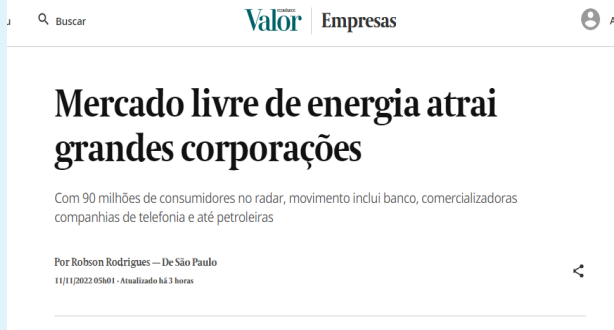 Buscar
Valor
ECONÔMICO
Empresas
Mercado livre de energia atrai
grandes corporações
Com 90 milhões de consumidores no radar, movimento inclui banco, comercializadoras
companhias de telefonia e até petroleiras
Por Robson Rodrigues — De São Paulo
11/11/2022 05h01 · Atualizado há 3 horas